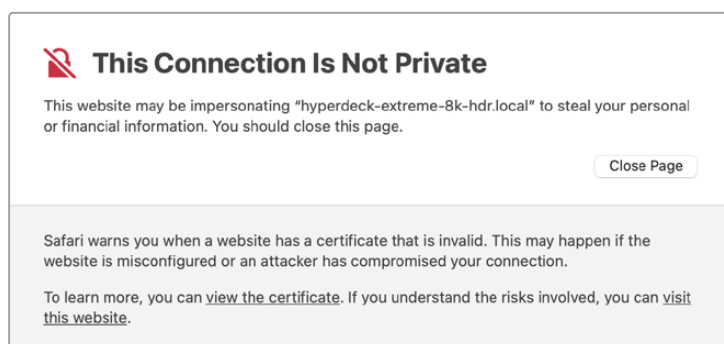 This Connection Is Not Private
This website may be impersonating “hyperdeck-extreme-8k-hdr.local” to steal your personal
or financial information. You should close this page.
Close Page
Safari warns you when a website has a certificate that is invalid. This may happen if the
website is misconfigured or an attacker has compromised your connection.
To learn more, you can view the certificate. If you understand the risks involved, you can visit
this website.